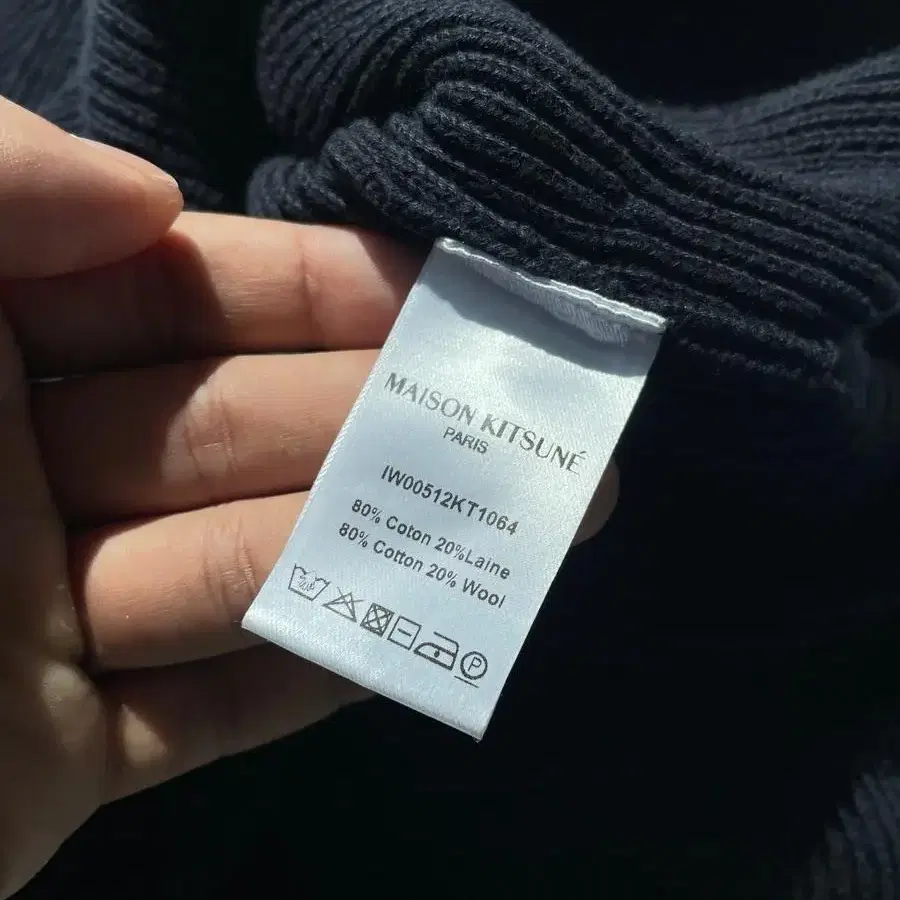 MAISON KITSUNÉ
PARIS
IW00512KT1064
80% Coton 20%Laine
80% Cotton 20% Wool
P